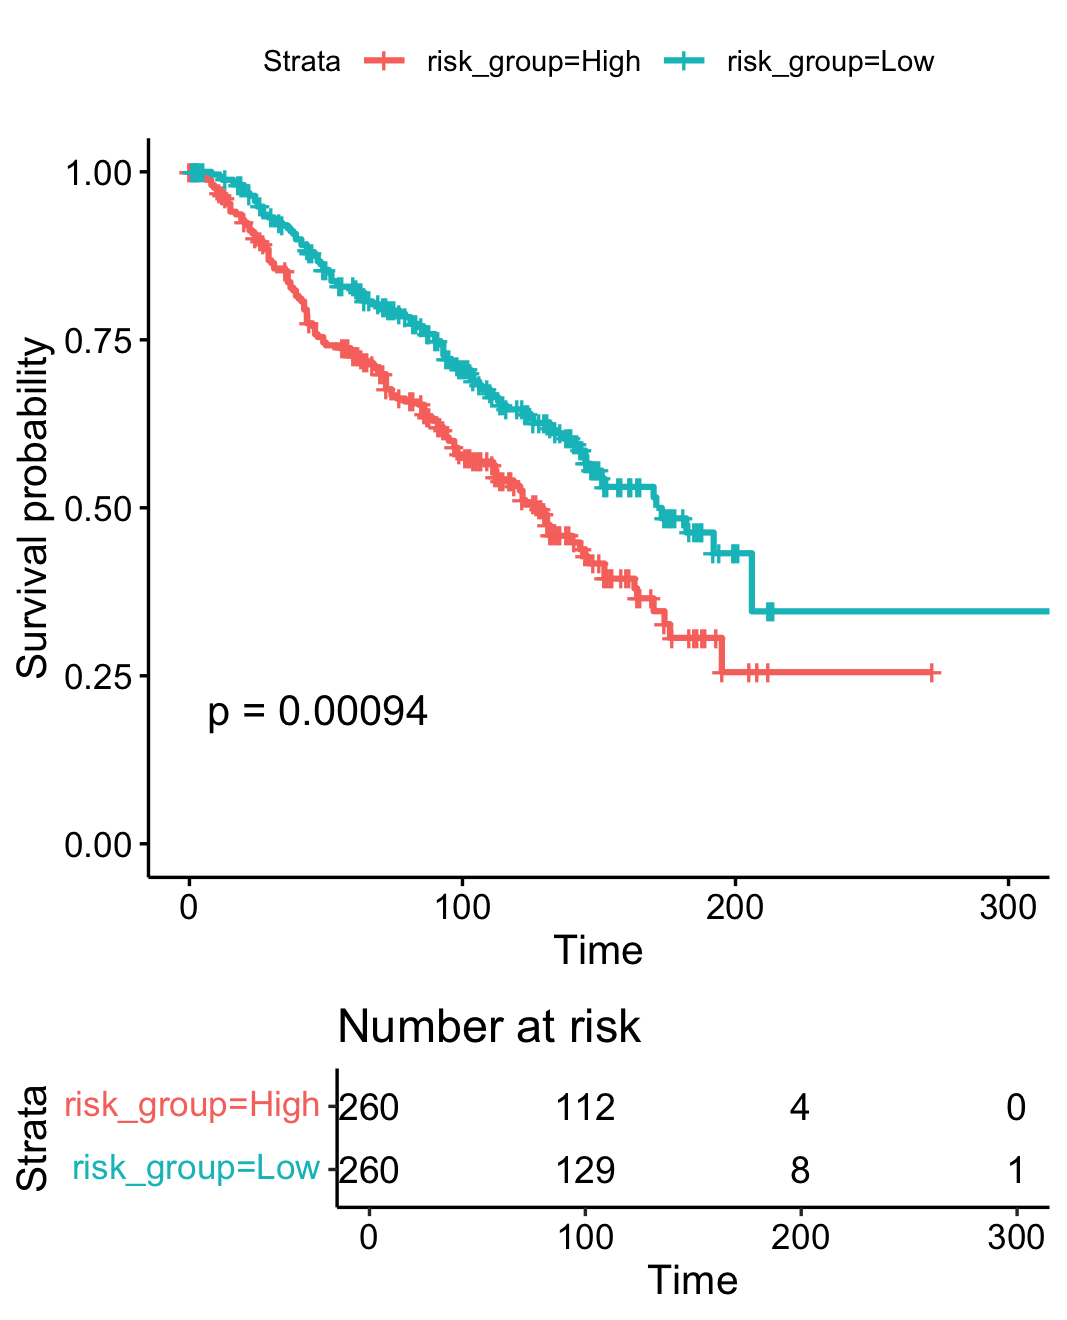 Strata risk_group=High risk_group=Low
1.00
0.75
0.50
0.25
0.00
Survival probability
p = 0.00094
0 100 200 300
Time
Number at risk
Strata
risk_group=High 260 112 4 0
risk_group=Low 260 129 8 1
0 100 200 300
Time